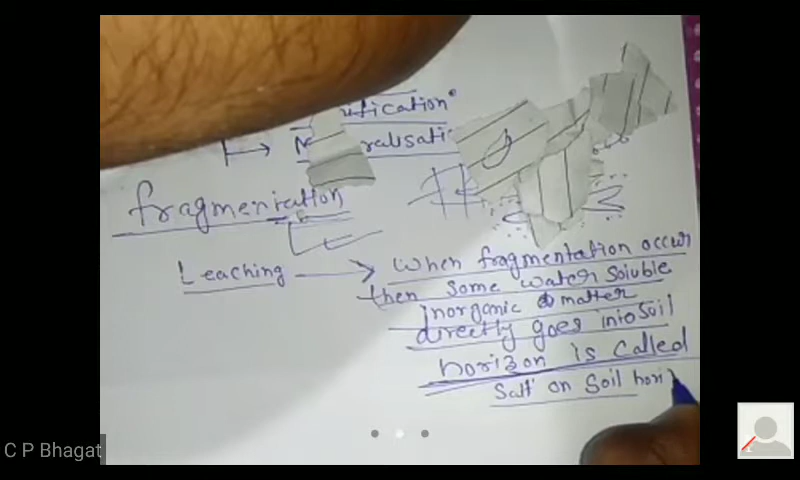 fragmentation
Leaching → When fragmentation occur
then some water soluble
inorganic matter
directly goes into soil
horizon is called
Salt on Soil hori
C P Bhagat